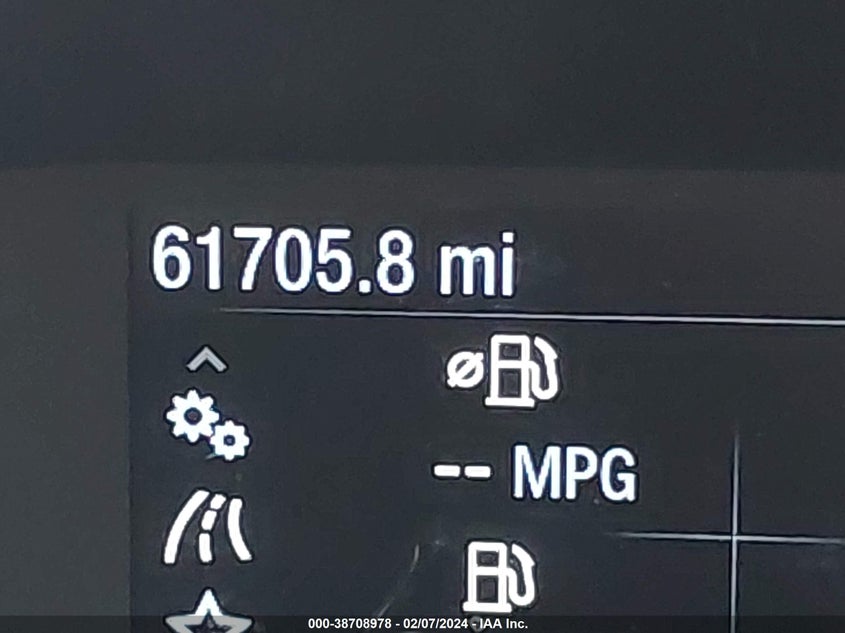 61705.8 mi
-- MPG
000-38708978 - 02/07/2024 - IAA Inc.